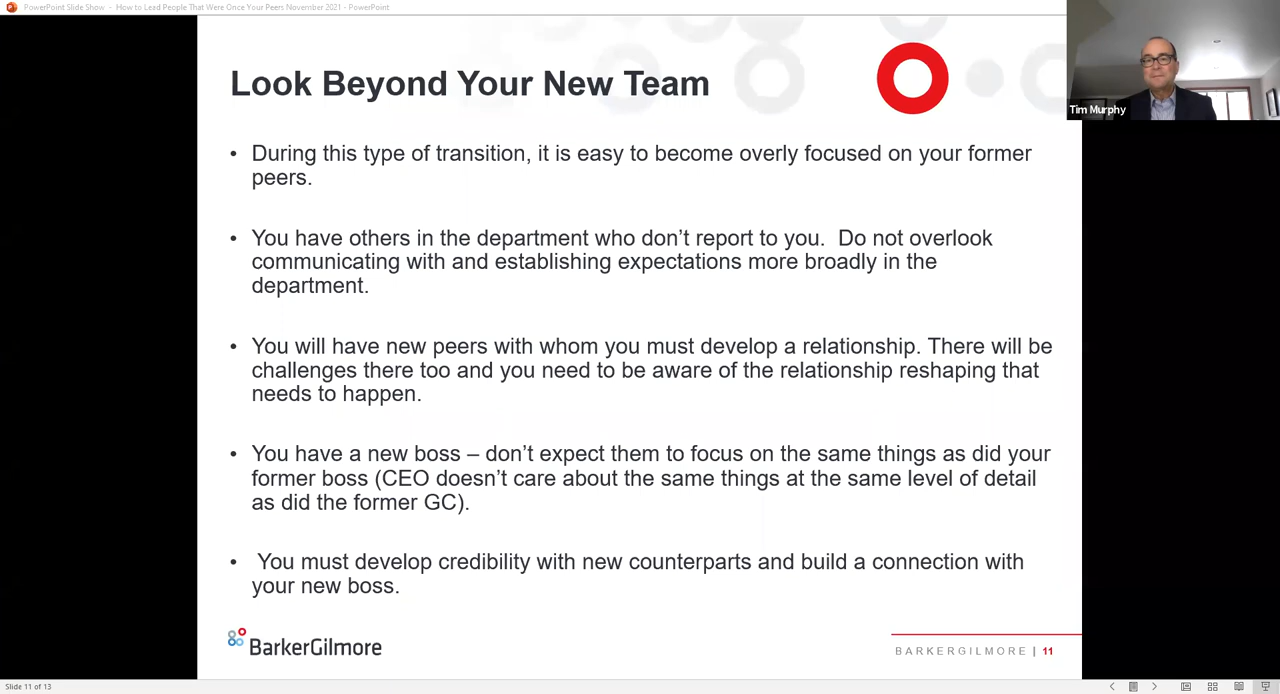 PowerPoint Slide Show - How to Lead People That Were Once Your Peers November 2021 - PowerPoint
Look Beyond Your New Team
Tim Murphy
• During this type of transition, it is easy to become overly focused on your former
peers.
• You have others in the department who don’t report to you.  Do not overlook
communicating with and establishing expectations more broadly in the
department.
• You will have new peers with whom you must develop a relationship. There will be
challenges there too and you need to be aware of the relationship reshaping that
needs to happen.
• You have a new boss – don’t expect them to focus on the same things as did your
former boss (CEO doesn’t care about the same things at the same level of detail
as did the former GC).
• You must develop credibility with new counterparts and build a connection with
your new boss.
BarkerGilmore
BARKERGILMORE | 11
Slide 11 of 13